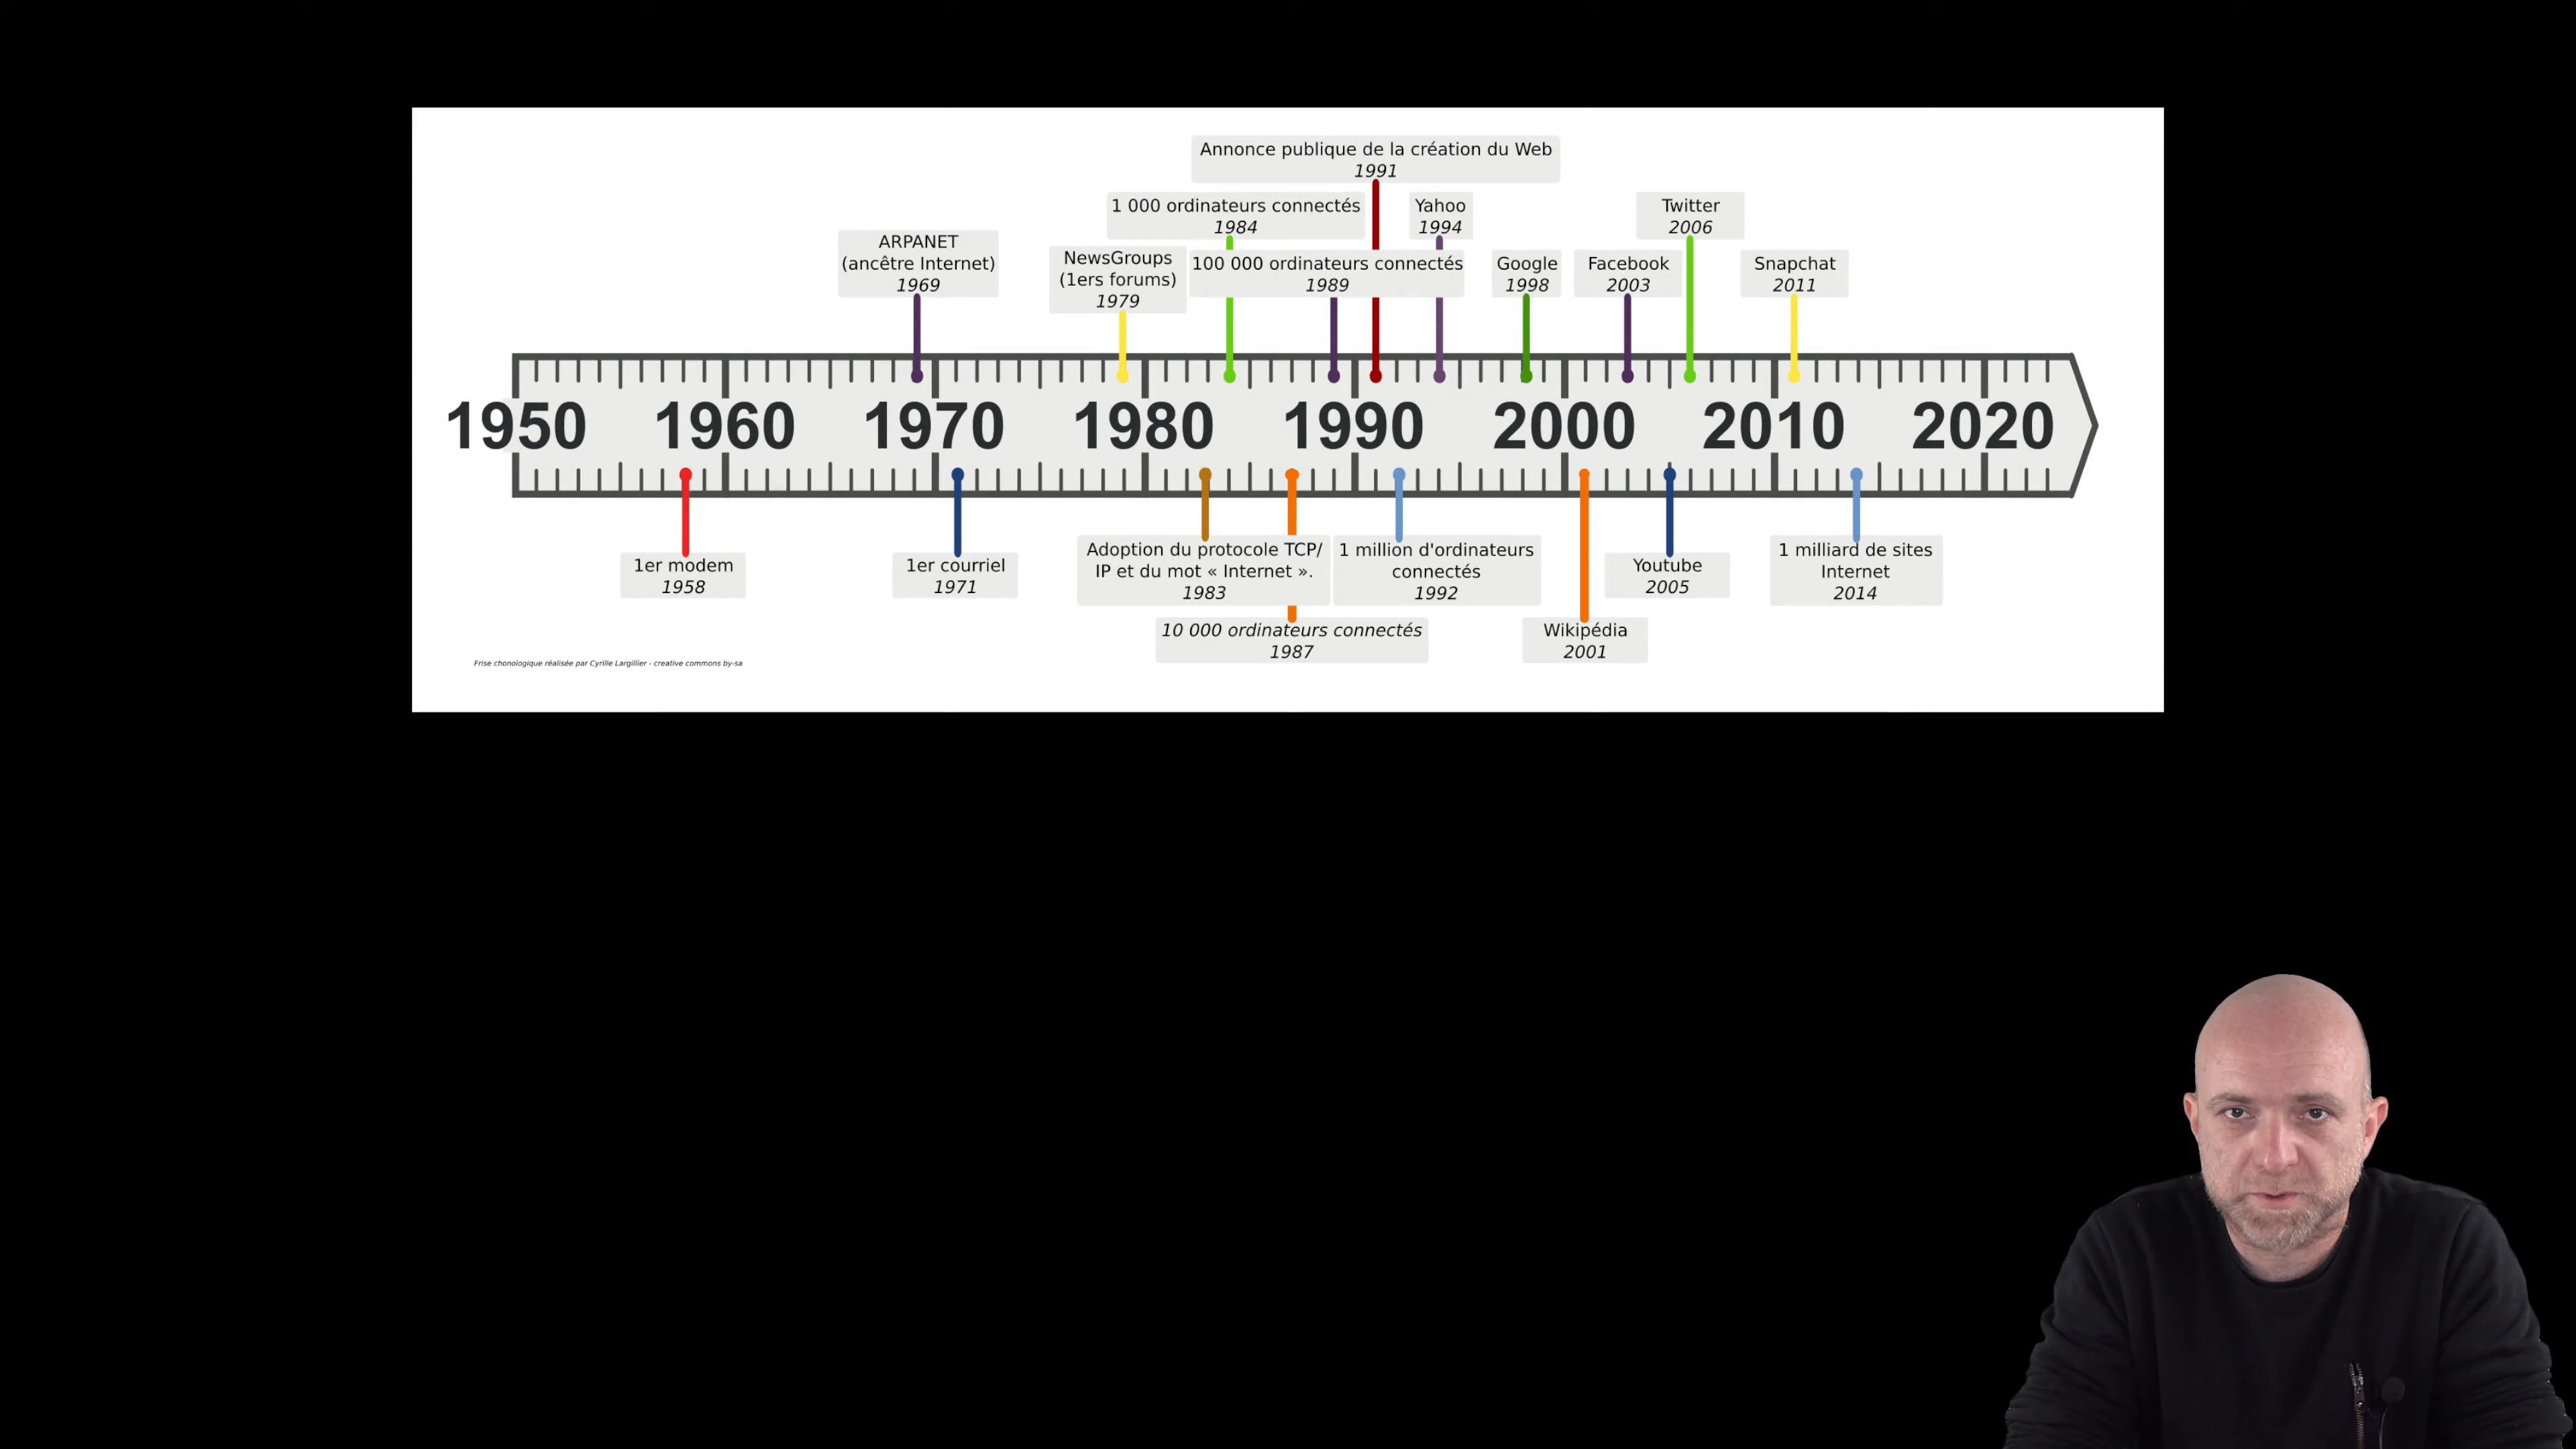 Annonce publique de la création du Web
1991
1 000 ordinateurs connectés
1984
Yahoo
1994
Twitter
2006
ARPANET
(ancêtre Internet)
1969
NewsGroups
(1ers forums)
1979
100 000 ordinateurs connectés
1989
Google
1998
Facebook
2003
Snapchat
2011
1950 1960 1970 1980 1990 2000 2010 2020
1er modem
1958
1er courriel
1971
Adoption du protocole TCP/
IP et du mot « Internet ».
1983
1 million d'ordinateurs
connectés
1992
Youtube
2005
1 milliard de sites
Internet
2014
10 000 ordinateurs connectés
1987
Wikipédia
2001
Frise chonologique réalisée par Cyrille Largillier - creative commons by-sa